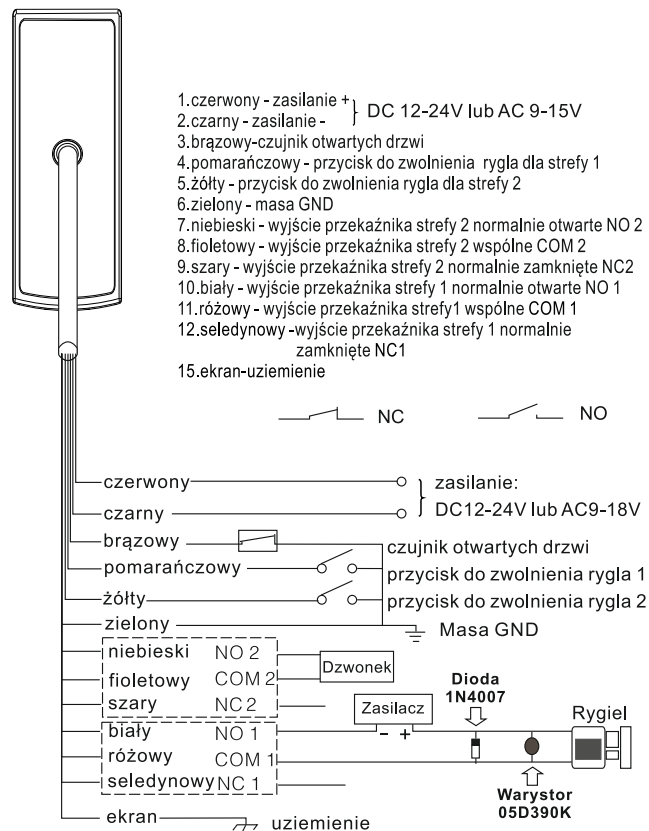 1.czerwony - zasilanie +
2.czarny - zasilanie -
DC 12-24V lub AC 9-15V
3.brązowy-czujnik otwartych drzwi
4.pomarańczowy - przycisk do zwolnienia rygla dla strefy 1
5.żółty - przycisk do zwolnienia rygla dla strefy 2
6.zielony - masa GND
7.niebieski - wyjście przekaźnika strefy 2 normalnie otwarte NO 2
8.fioletowy - wyjście przekaźnika strefy 2 wspólne COM 2
9.szary - wyjście przekaźnika strefy 2 normalnie zamknięte NC2
10.biały - wyjście przekaźnika strefy 1 normalnie otwarte NO 1
11.różowy - wyjście przekaźnika strefy1 wspólne COM 1
12.seledynowy -wyjście przekaźnika strefy 1 normalnie
zamknięte NC1
15.ekran-uziemienie
NC
NO
czerwony
zasilanie:
czarny
DC12-24V lub AC9-18V
brązowy
czujnik otwartych drzwi
pomarańczowy
przycisk do zwolnienia rygla 1
żółty
przycisk do zwolnienia rygla 2
zielony
Masa GND
niebieski NO 2
Dzwonek
fioletowy COM 2
szary NC 2
Dioda
1N4007
Zasilacz
- +
Rygiel
biały NO 1
różowy COM 1
seledynowy NC 1
Warystor
05D390K
ekran
uziemienie